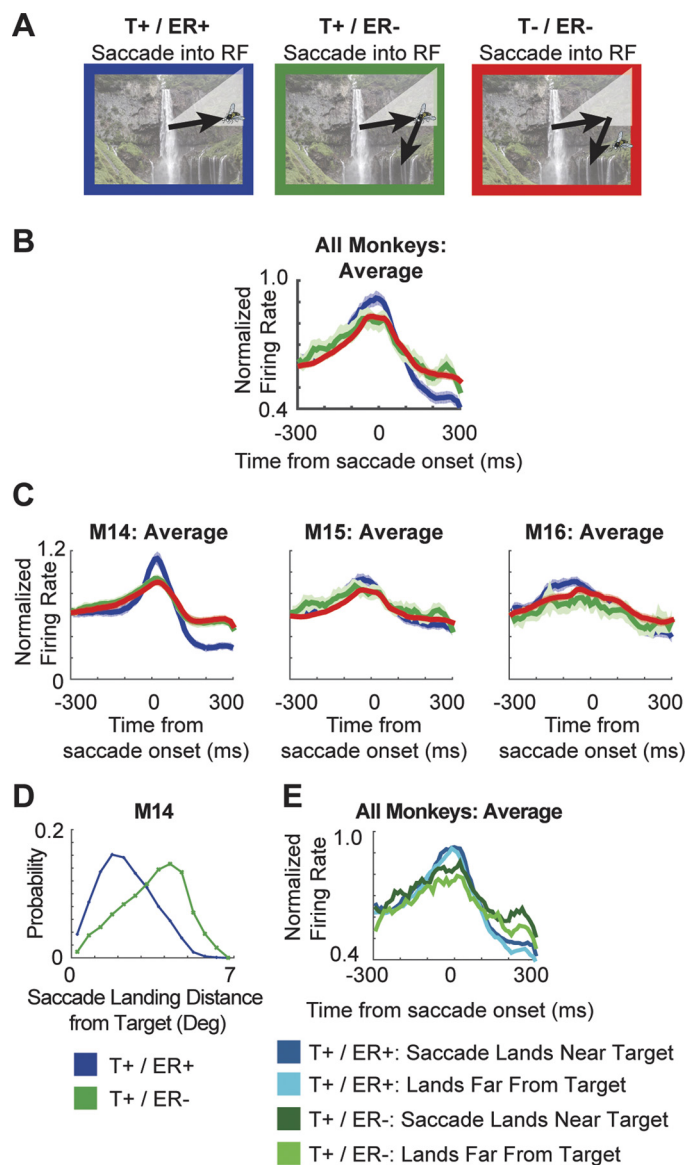 A
T+ / ER+
Saccade into RF
T+ / ER-
Saccade into RF
T- / ER-
Saccade into RF
B
All Monkeys:
Average
Normalized
Firing Rate
1.0
0.4
-300
0
300
Time from saccade onset (ms)
C
M14: Average
M15: Average
M16: Average
Normalized
Firing Rate
1.2
0
-300
0
300
-300
0
300
-300
0
300
Time from
saccade onset (ms)
Time from
saccade onset (ms)
Time from
saccade onset (ms)
D
M14
Probability
0.2
0
0
7
Saccade Landing Distance
from Target (Deg)
T+ / ER+
T+ / ER-
E
All Monkeys: Average
Normalized
Firing Rate
1.0
0.4
-300
0
300
Time from saccade onset (ms)
T+ / ER+: Saccade Lands Near Target
T+ / ER+: Lands Far From Target
T+ / ER-: Saccade Lands Near Target
T+ / ER-: Lands Far From Target